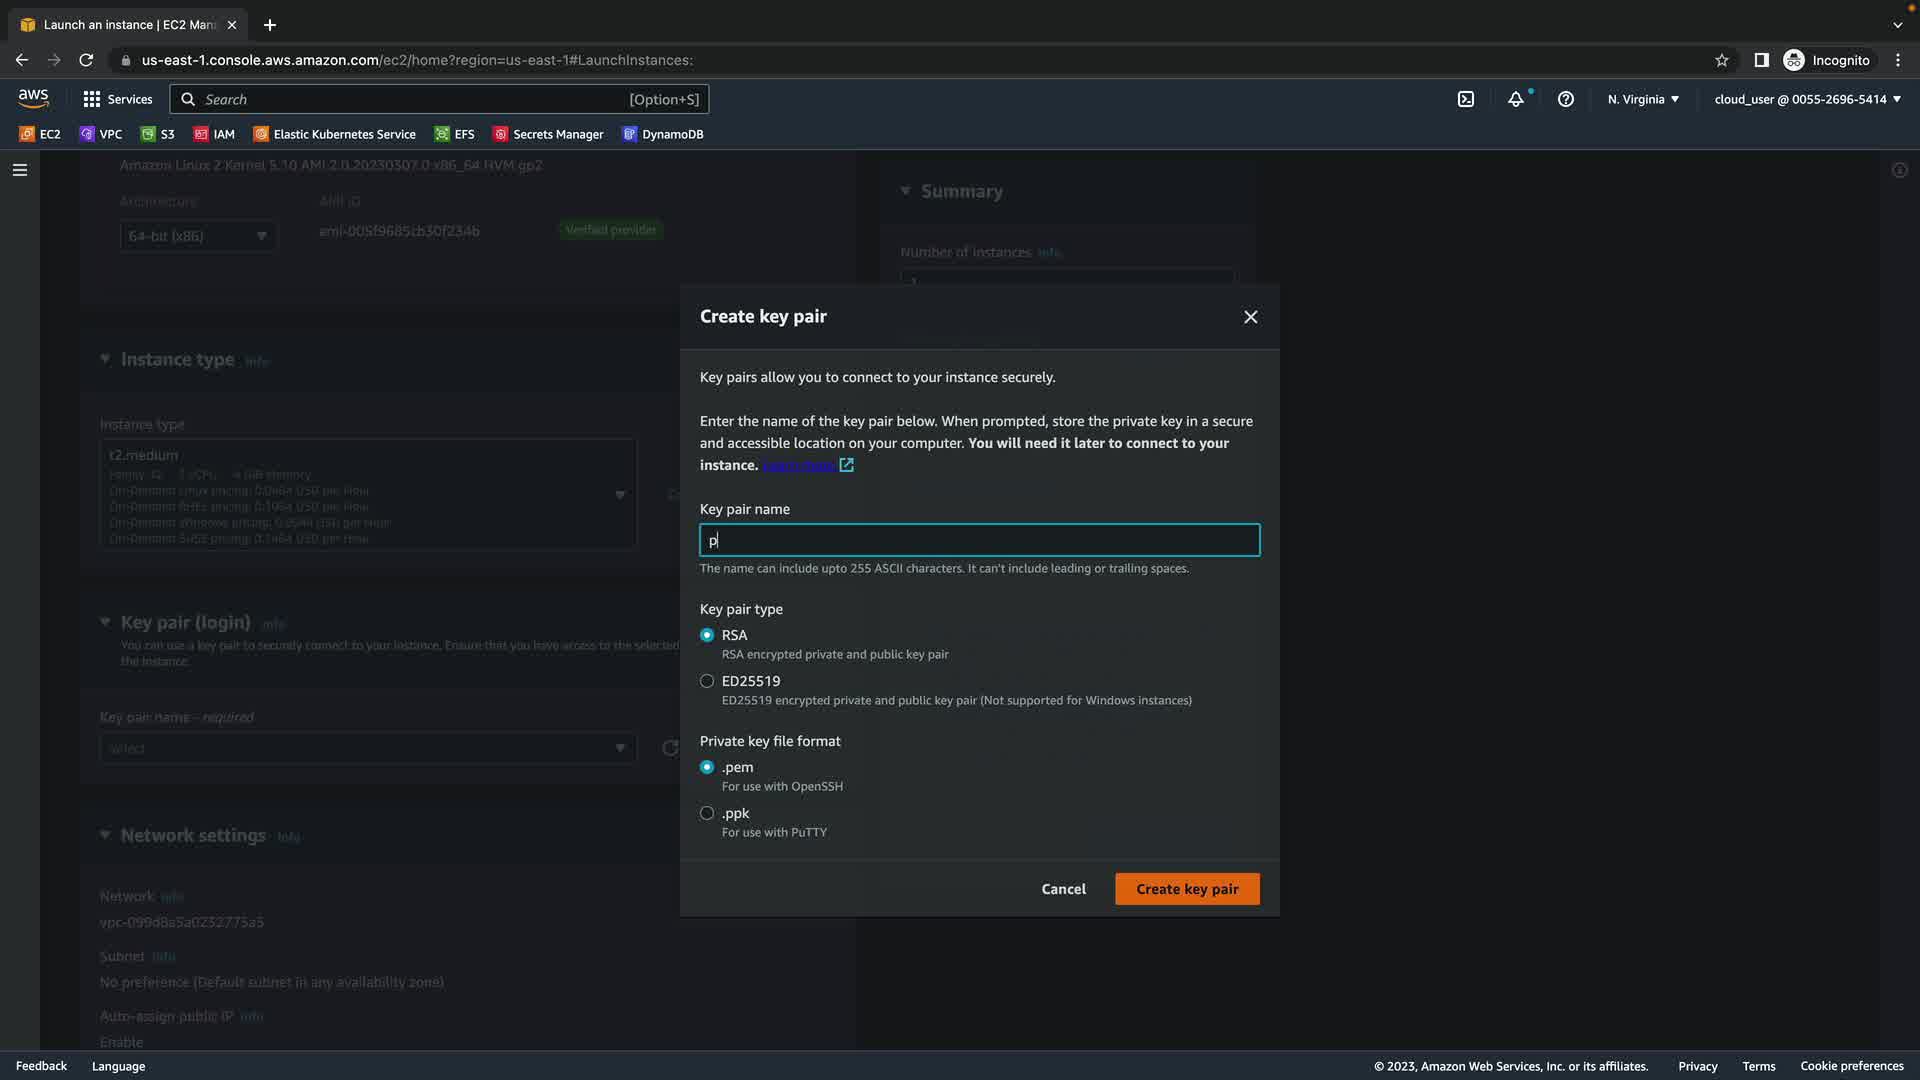 Launch an instance | EC2 Man
us-east-1.console.aws.amazon.com/ec2/home?region=us-east-1#LaunchInstances:
Incognito
aws
Services
Search
[Option+S]
N. Virginia
cloud_user @ 0055-2696-5414
EC2
VPC
S3
IAM
Elastic Kubernetes Service
EFS
Secrets Manager
DynamoDB
Amazon Linux 2 Kernel 5.10 AMI 2.0.20230307.0 x86_64 HVM gp2
Architecture
AMI ID
64-bit (x86)
ami-005f9685cb30f234b
Verified provider
Summary
Number of instances Info
1
Instance type Info
Instance type
t2.medium
Family: t2 2 vCPU 4 GiB Memory
On-Demand Linux pricing: 0.0464 USD per Hour
On-Demand RHEL pricing: 0.1064 USD per Hour
On-Demand Windows pricing: 0.0644 USD per Hour
On-Demand SUSE pricing: 0.1464 USD per Hour
Key pair (login) Info
You can use a key pair to securely connect to your instance. Ensure that you have access to the selected
the instance.
Key pair name - required
Select
Network settings Info
Network Info
vpc-099d8a5a0232775a5
Subnet Info
No preference (Default subnet in any availability zone)
Auto-assign public IP Info
Enable
Create key pair
Key pairs allow you to connect to your instance securely.
Enter the name of the key pair below. When prompted, store the private key in a secure
and accessible location on your computer. You will need it later to connect to your
instance. Learn more
Key pair name
p
The name can include upto 255 ASCII characters. It can't include leading or trailing spaces.
Key pair type
RSA
RSA encrypted private and public key pair
ED25519
ED25519 encrypted private and public key pair (Not supported for Windows instances)
Private key file format
.pem
For use with OpenSSH
.ppk
For use with PuTTY
Cancel
Create key pair
Feedback
Language
© 2023, Amazon Web Services, Inc. or its affiliates.
Privacy
Terms
Cookie preferences